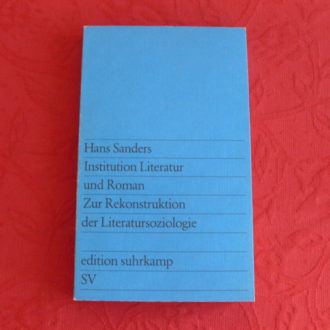 Hans Sanders
Institution Literatur
und Roman
Zur Rekonstruktion
der Literatursoziologie
edition suhrkamp
SV